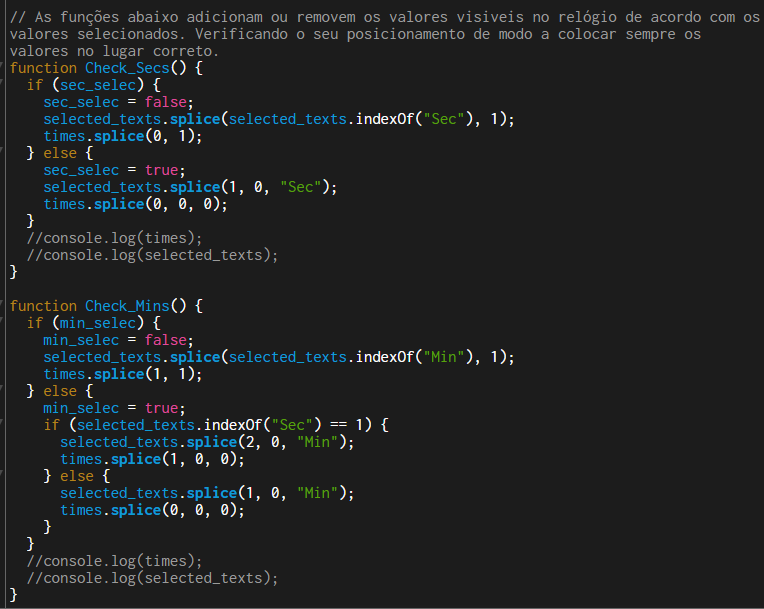 // As funções abaixo adicionam ou removem os valores visiveis no relógio de acordo com os
valores selecionados. Verificando o seu posicionamento de modo a colocar sempre os
valores no lugar correto.
function Check_Secs() {
  if (sec_selec) {
    sec_selec = false;
    selected_texts.splice(selected_texts.indexOf("Sec"), 1);
    times.splice(0, 1);
  } else {
    sec_selec = true;
    selected_texts.splice(1, 0, "Sec");
    times.splice(0, 0, 0);
  }
  //console.log(times);
  //console.log(selected_texts);
}

function Check_Mins() {
  if (min_selec) {
    min_selec = false;
    selected_texts.splice(selected_texts.indexOf("Min"), 1);
    times.splice(1, 1);
  } else {
    min_selec = true;
    if (selected_texts.indexOf("Sec") == 1) {
      selected_texts.splice(2, 0, "Min");
      times.splice(1, 0, 0);
    } else {
      selected_texts.splice(1, 0, "Min");
      times.splice(0, 0, 0);
    }
  }
  //console.log(times);
  //console.log(selected_texts);
}